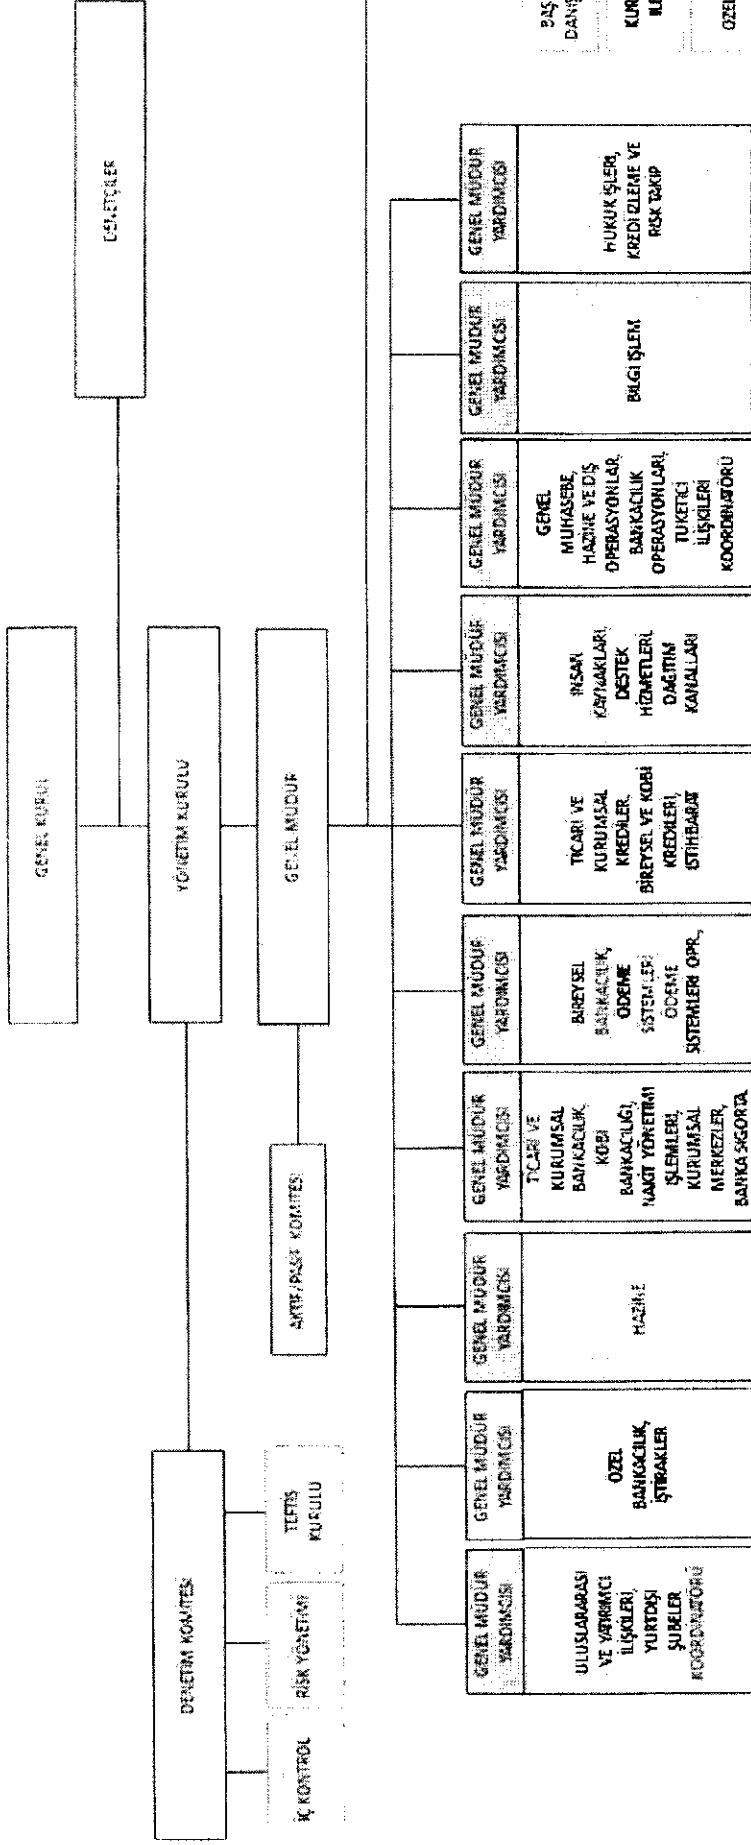 GENEL KURUL
DENETÇİLER
YÖNETİM KURULU
GENEL MÜDÜR
DENETİM KOMİTESİ
AKTİF/PASİF KOMİTESİ
İÇ KONTROL
RİSK YÖNETİMİ
TEFTİŞ
KURULU
GENEL MÜDÜR
YARDIMCISI
ULUSLARARASI
VE YATIRIMCI
İLİŞKİLERİ,
YURTDIŞI
ŞUBELER
KOORDİNATÖRÜ
GENEL MÜDÜR
YARDIMCISI
ÖZEL
BANKACILIK,
İŞTİRAKLER
GENEL MÜDÜR
YARDIMCISI
HAZİNE
GENEL MÜDÜR
YARDIMCISI
TİCARİ VE
KURUMSAL
BANKACILIK,
KOBİ
BANKACILIĞI,
NAKİT YÖNETİMİ
İŞLEMLERİ,
KURUMSAL
MERKEZLER,
BANKA SİGORTA
GENEL MÜDÜR
YARDIMCISI
BİREYSEL
BANKACILIK,
ÖDEME
SİSTEMLERİ
ÖDEME
SİSTEMLERİ OPR.,
GENEL MÜDÜR
YARDIMCISI
TİCARİ VE
KURUMSAL
KREDİLER,
BİREYSEL VE KOBİ
KREDİLERİ,
İSTİHBARAT
GENEL MÜDÜR
YARDIMCISI
İNSAN
KAYNAKLARI,
DESTEK
HİZMETLERİ,
DAĞITIM
KANALLARI
GENEL MÜDÜR
YARDIMCISI
GENEL
MUHASEBE,
HAZİNE VE DIŞ
OPERASYONLAR,
BANKACILIK
OPERASYONLARI,
TÜKETİCİ
İLİŞKİLERİ
KOORDİNATÖRÜ
GENEL MÜDÜR
YARDIMCISI
BİLGİ İŞLEM
GENEL MÜDÜR
YARDIMCISI
HUKUK İŞLERİ,
KREDİ İZLEME VE
RİSK TAKİP